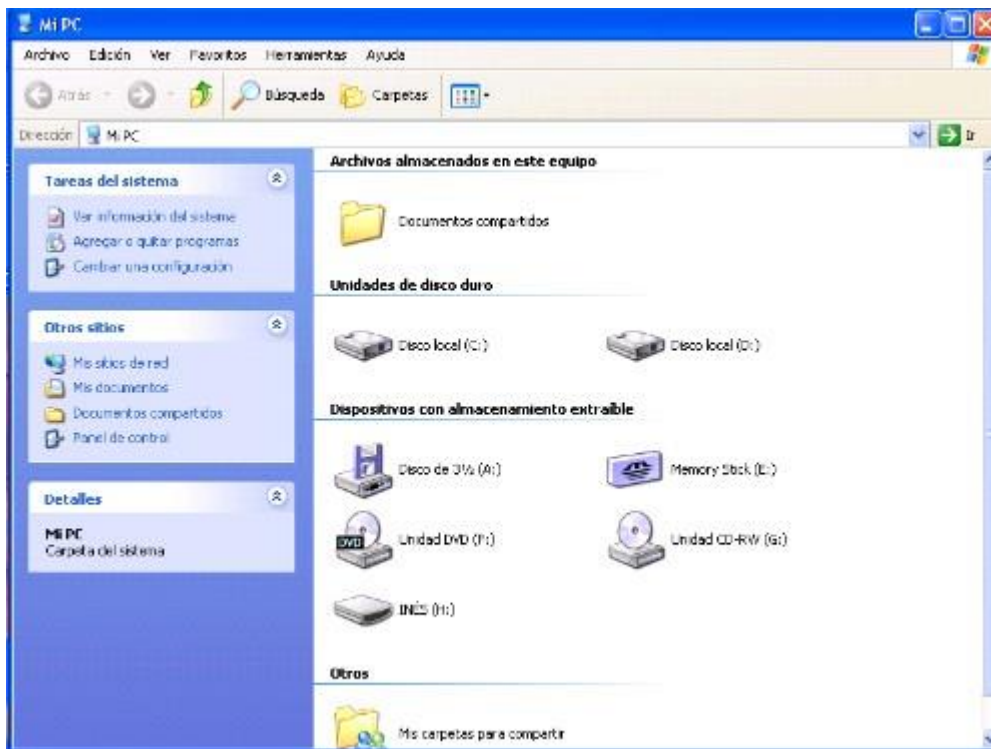 Mi PC
Archivo Edición Ver Favoritos Herramientas Ayuda
Atrás Búsqueda Carpetas
Dirección Mi PC Ir
Tareas del sistema
Ver información del sistema
Agregar o quitar programas
Cambiar una configuración
Otros sitios
Mis sitios de red
Mis documentos
Documentos compartidos
Panel de control
Detalles
Mi PC
Carpeta del sistema
Archivos almacenados en este equipo
Documentos compartidos
Unidades de disco duro
Disco local (C:) Disco local (D:)
Dispositivos con almacenamiento extraíble
Disco de 3½ (A:) Memory Stick (E:)
DVD Unidad DVD (F:) Unidad CD-RW (G:)
INÉS (H:)
Otros
Mis carpetas para compartir